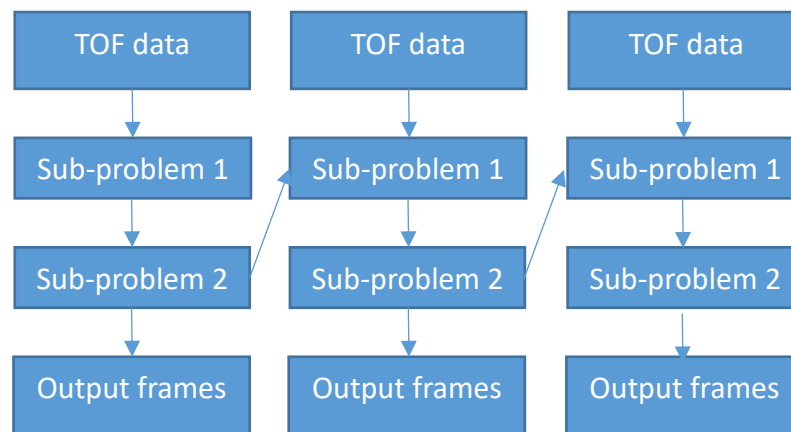 TOF data
TOF data
TOF data
Sub-problem 1
Sub-problem 1
Sub-problem 1
Sub-problem 2
Sub-problem 2
Sub-problem 2
Output frames
Output frames
Output frames